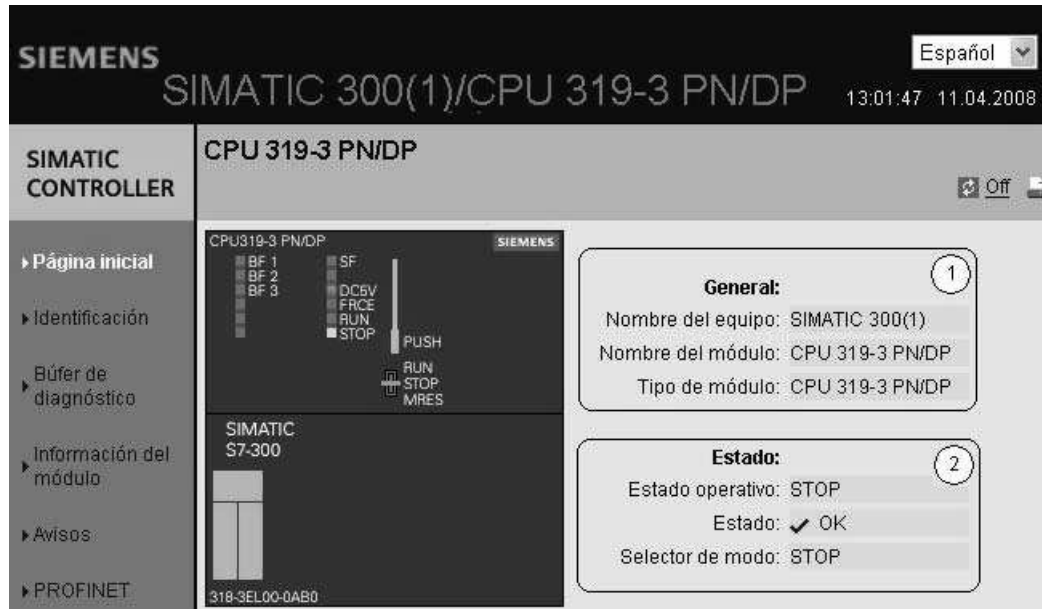 SIEMENS
SIMATIC 300(1)/CPU 319-3 PN/DP
Español
13:01:47 11.04.2008
SIMATIC
CONTROLLER
CPU 319-3 PN/DP
Off
Página inicial
Identificación
Búfer de
diagnóstico
Información del
módulo
Avisos
PROFINET
CPU319-3 PN/DP
SIEMENS
BF 1
BF 2
BF 3
SF
DC5V
FRCE
RUN
STOP
PUSH
RUN
STOP
MRES
SIMATIC
S7-300
318-3EL00-0AB0
1
General:
Nombre del equipo: SIMATIC 300(1)
Nombre del módulo: CPU 319-3 PN/DP
Tipo de módulo: CPU 319-3 PN/DP
2
Estado:
Estado operativo: STOP
Estado: ✓ OK
Selector de modo: STOP